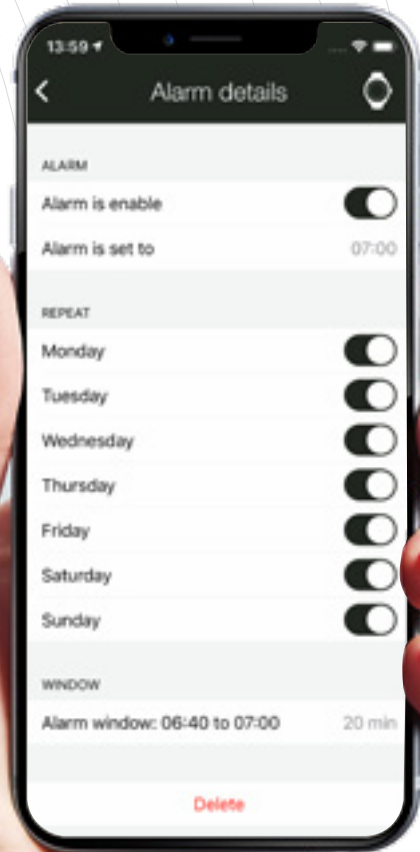 13:59
Alarm details
ALARM
Alarm is enable
Alarm is set to 07:00
REPEAT
Monday
Tuesday
Wednesday
Thursday
Friday
Saturday
Sunday
WINDOW
Alarm window: 06:40 to 07:00 20 min
Delete